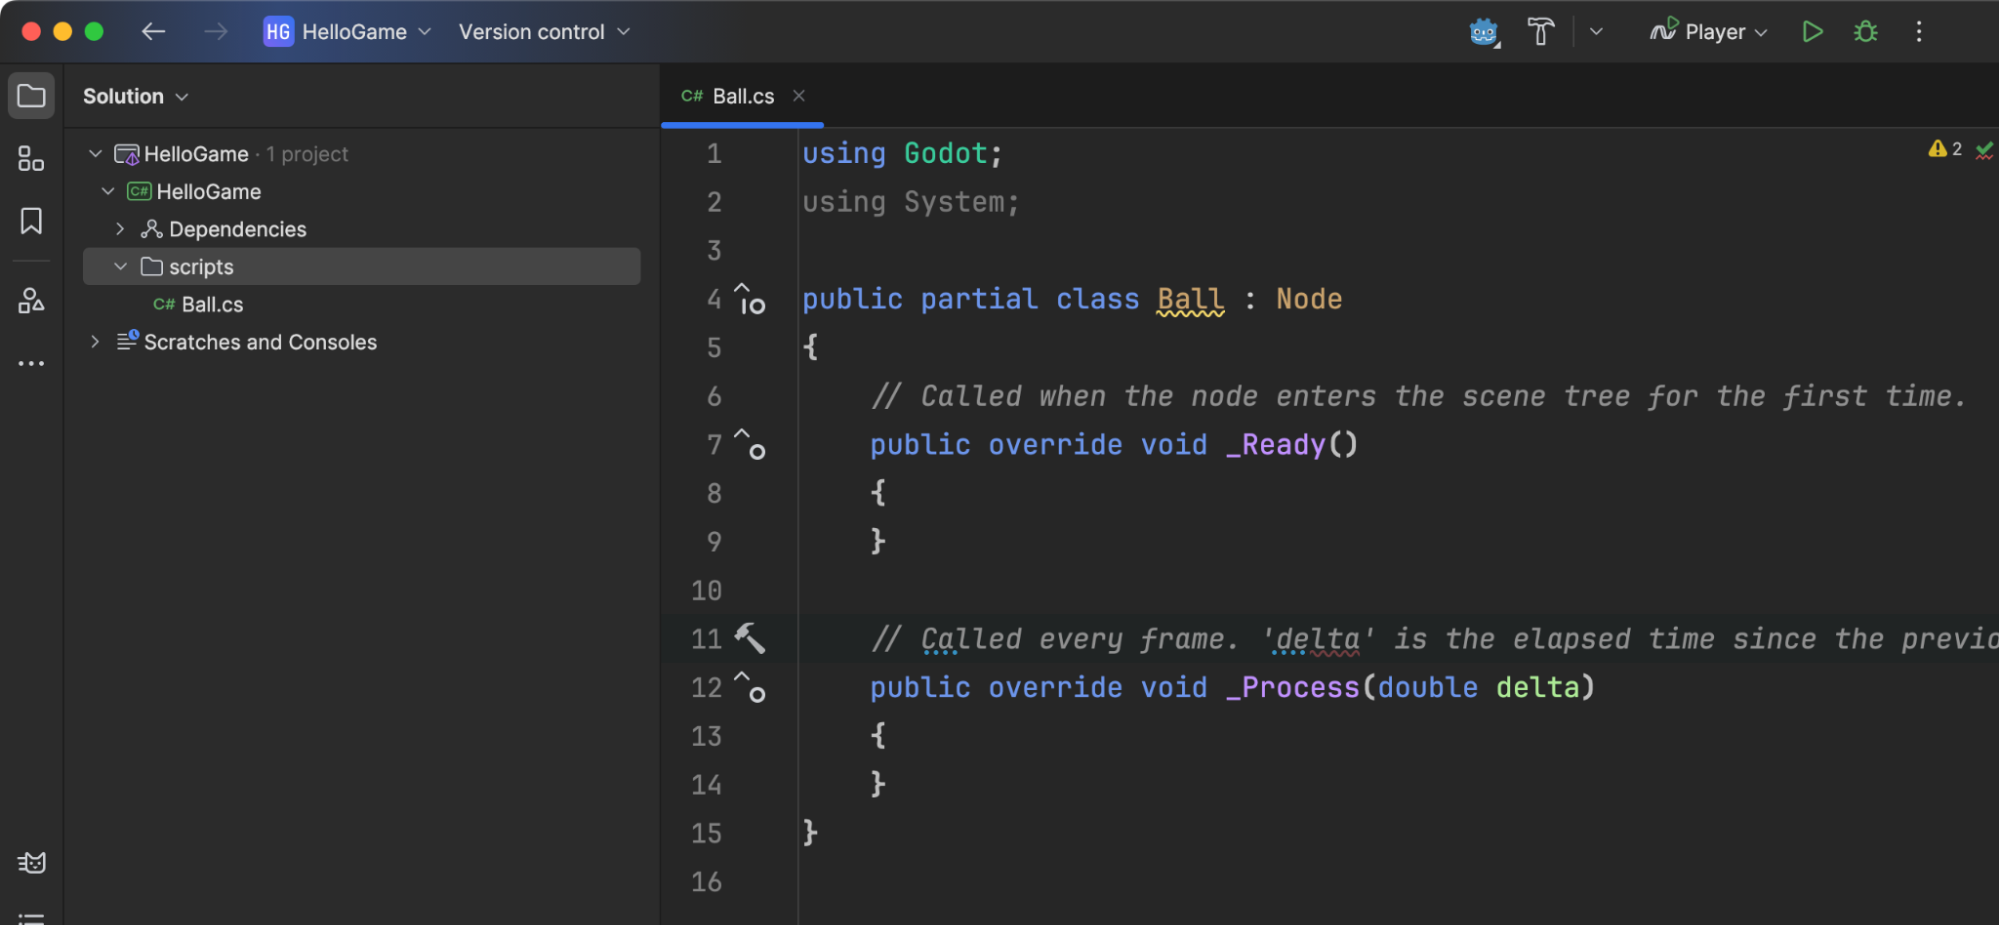 HG HelloGame Version control Player
Solution
C# Ball.cs
HelloGame · 1 project
C# HelloGame
Dependencies
scripts
C# Ball.cs
Scratches and Consoles
2
1 using Godot;
2 using System;
3
4 public partial class Ball : Node
5 {
6 // Called when the node enters the scene tree for the first time.
7 public override void _Ready()
8 {
9 }
10
11 // Called every frame. 'delta' is the elapsed time since the previo
12 public override void _Process(double delta)
13 {
14 }
15 }
16